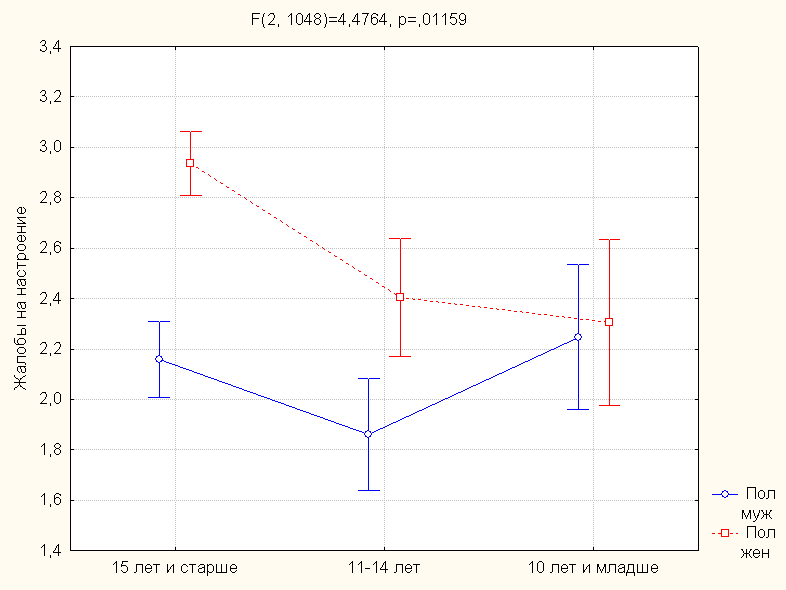 F(2, 1048)=4,4764, p=,01159
Жалобы на настроение
3,4
3,2
3,0
2,8
2,6
2,4
2,2
2,0
1,8
1,6
1,4
15 лет и старше
11-14 лет
10 лет и младше
Пол
муж
Пол
жен